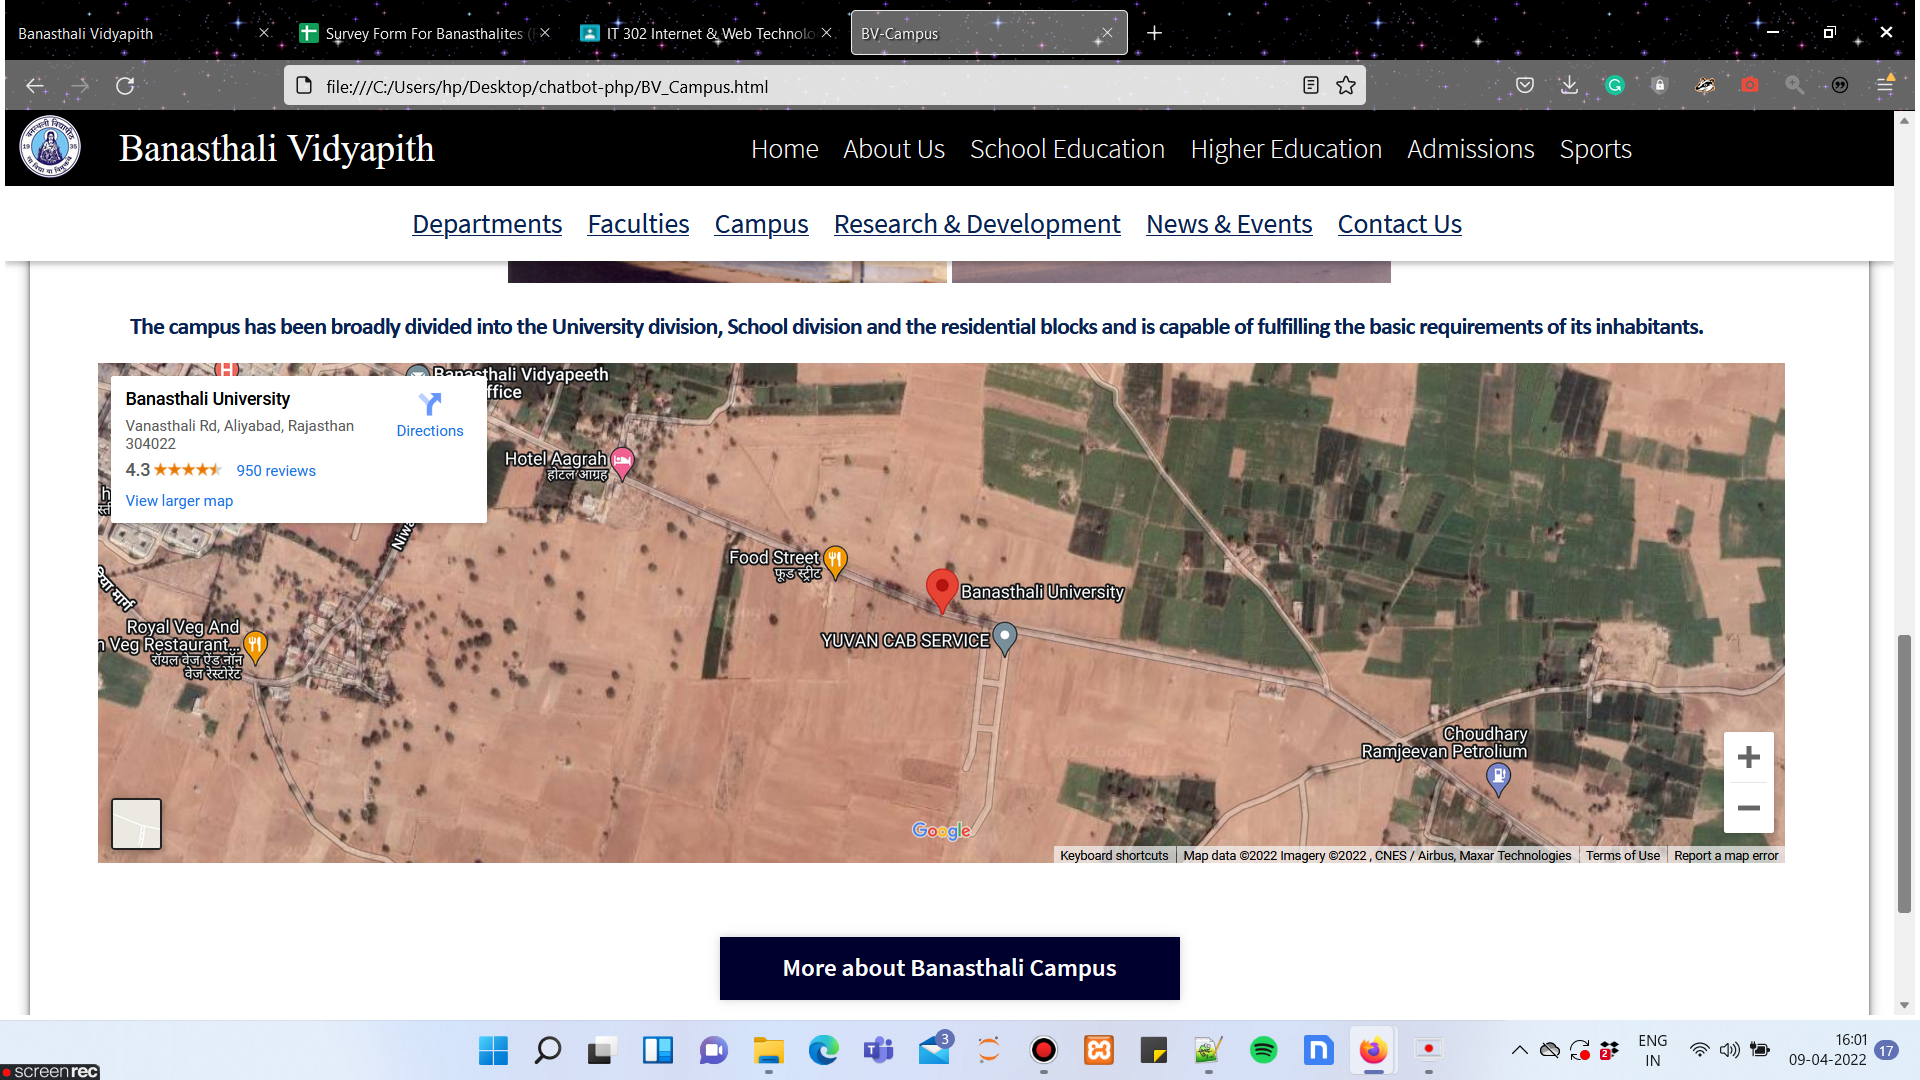 Banasthali Vidyapith
Survey Form For Banasthalites (
IT 302 Internet & Web Technolo
BV-Campus
file:///C:/Users/hp/Desktop/chatbot-php/BV_Campus.html
Banasthali Vidyapith
Home About Us School Education Higher Education Admissions Sports
Departments Faculties Campus Research & Development News & Events Contact Us
The campus has been broadly divided into the University division, School division and the residential blocks and is capable of fulfilling the basic requirements of its inhabitants.
Banasthali Vidyapeeth
ffice
Banasthali University
Vanasthali Rd, Aliyabad, Rajasthan
304022
Directions
4.3 950 reviews
View larger map
Hotel Aagrah
होटल आग्रह
Niwa
Food Street
फूड स्ट्रीट
Banasthali University
YUVAN CAB SERVICE
Royal Veg And
n Veg Restaurant...
रॉयल वेज ऐंड नॉन
वेज रेस्टोरेंट
Choudhary
Ramjeevan Petrolium
Google
Keyboard shortcuts Map data ©2022 Imagery ©2022 , CNES / Airbus, Maxar Technologies Terms of Use Report a map error
More about Banasthali Campus
3
2
ENG
IN
16:01
09-04-2022
17
screenrec